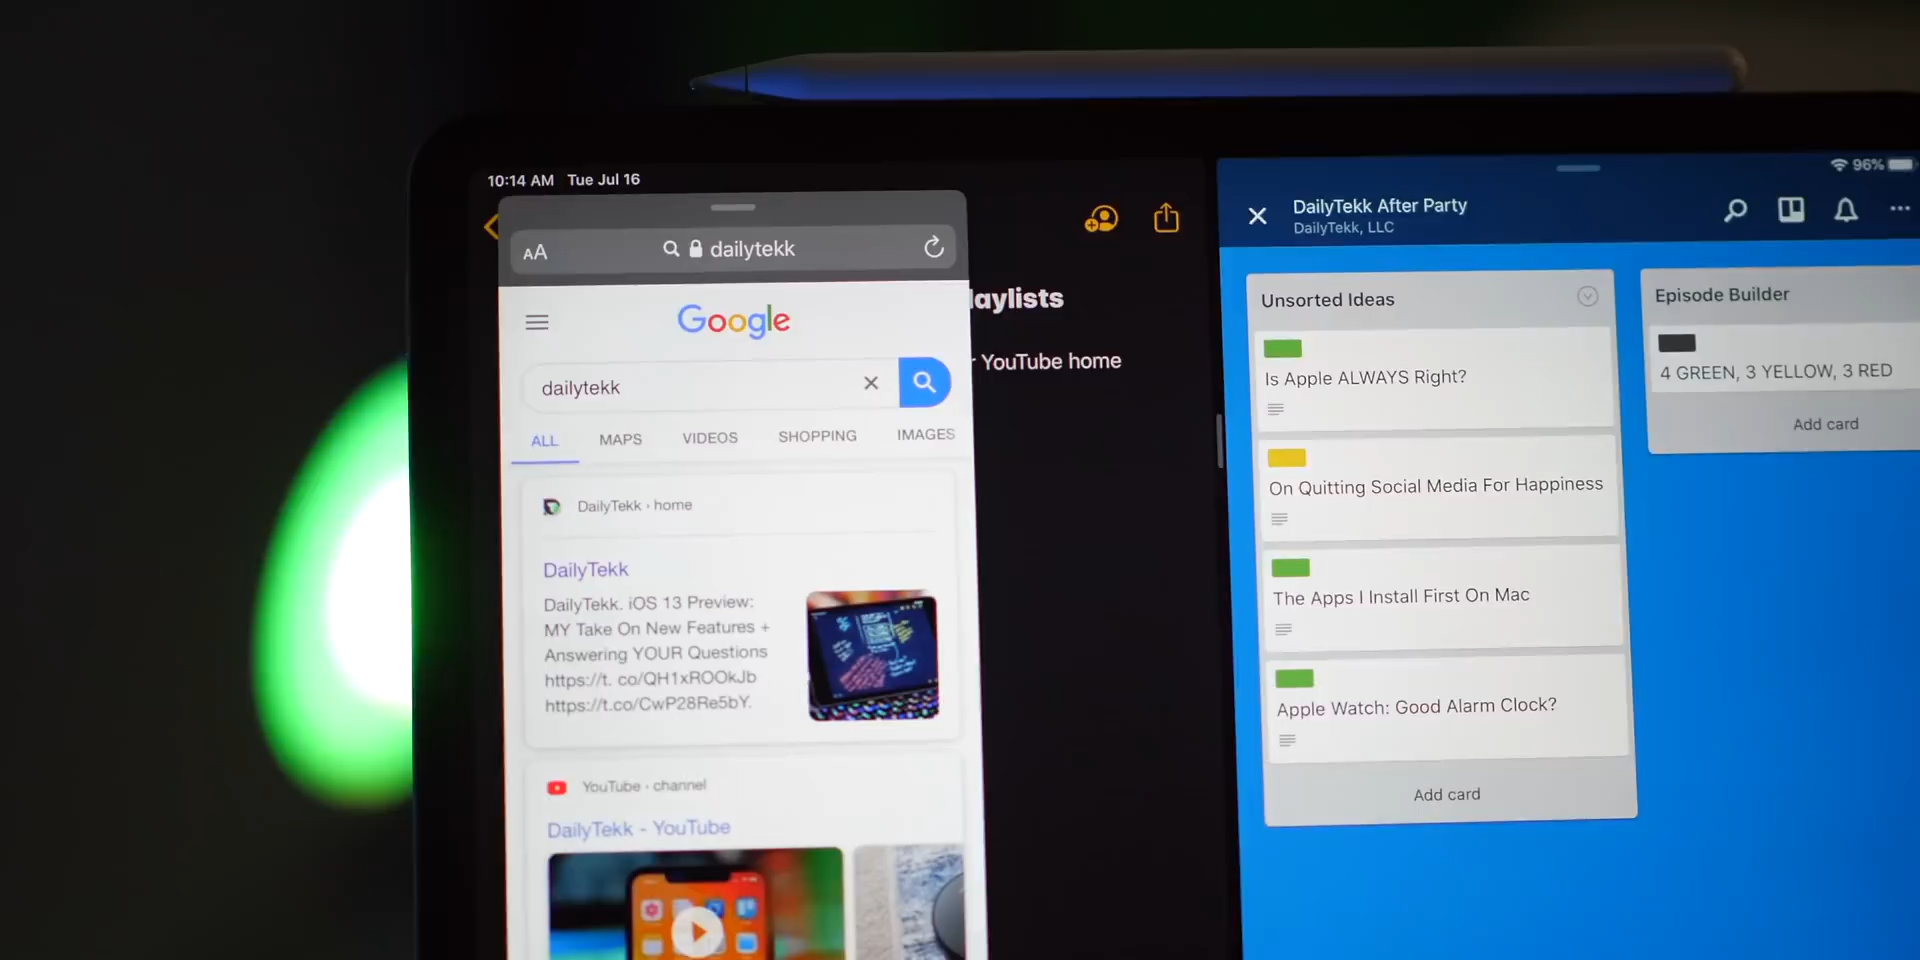 10:14 AM Tue Jul 16
96%
AA
dailytekk
Google
dailytekk
ALL MAPS VIDEOS SHOPPING IMAGES
DailyTekk › home
DailyTekk
DailyTekk. iOS 13 Preview:
MY Take On New Features +
Answering YOUR Questions
https://t. co/QH1xROOkJb
https://t.co/CwP28Re5bY.
YouTube › channel
DailyTekk - YouTube
YouTube home
DailyTekk After Party
DailyTekk, LLC
Unsorted Ideas
Is Apple ALWAYS Right?
On Quitting Social Media For Happiness
The Apps I Install First On Mac
Apple Watch: Good Alarm Clock?
Add card
Episode Builder
4 GREEN, 3 YELLOW, 3 RED
Add card